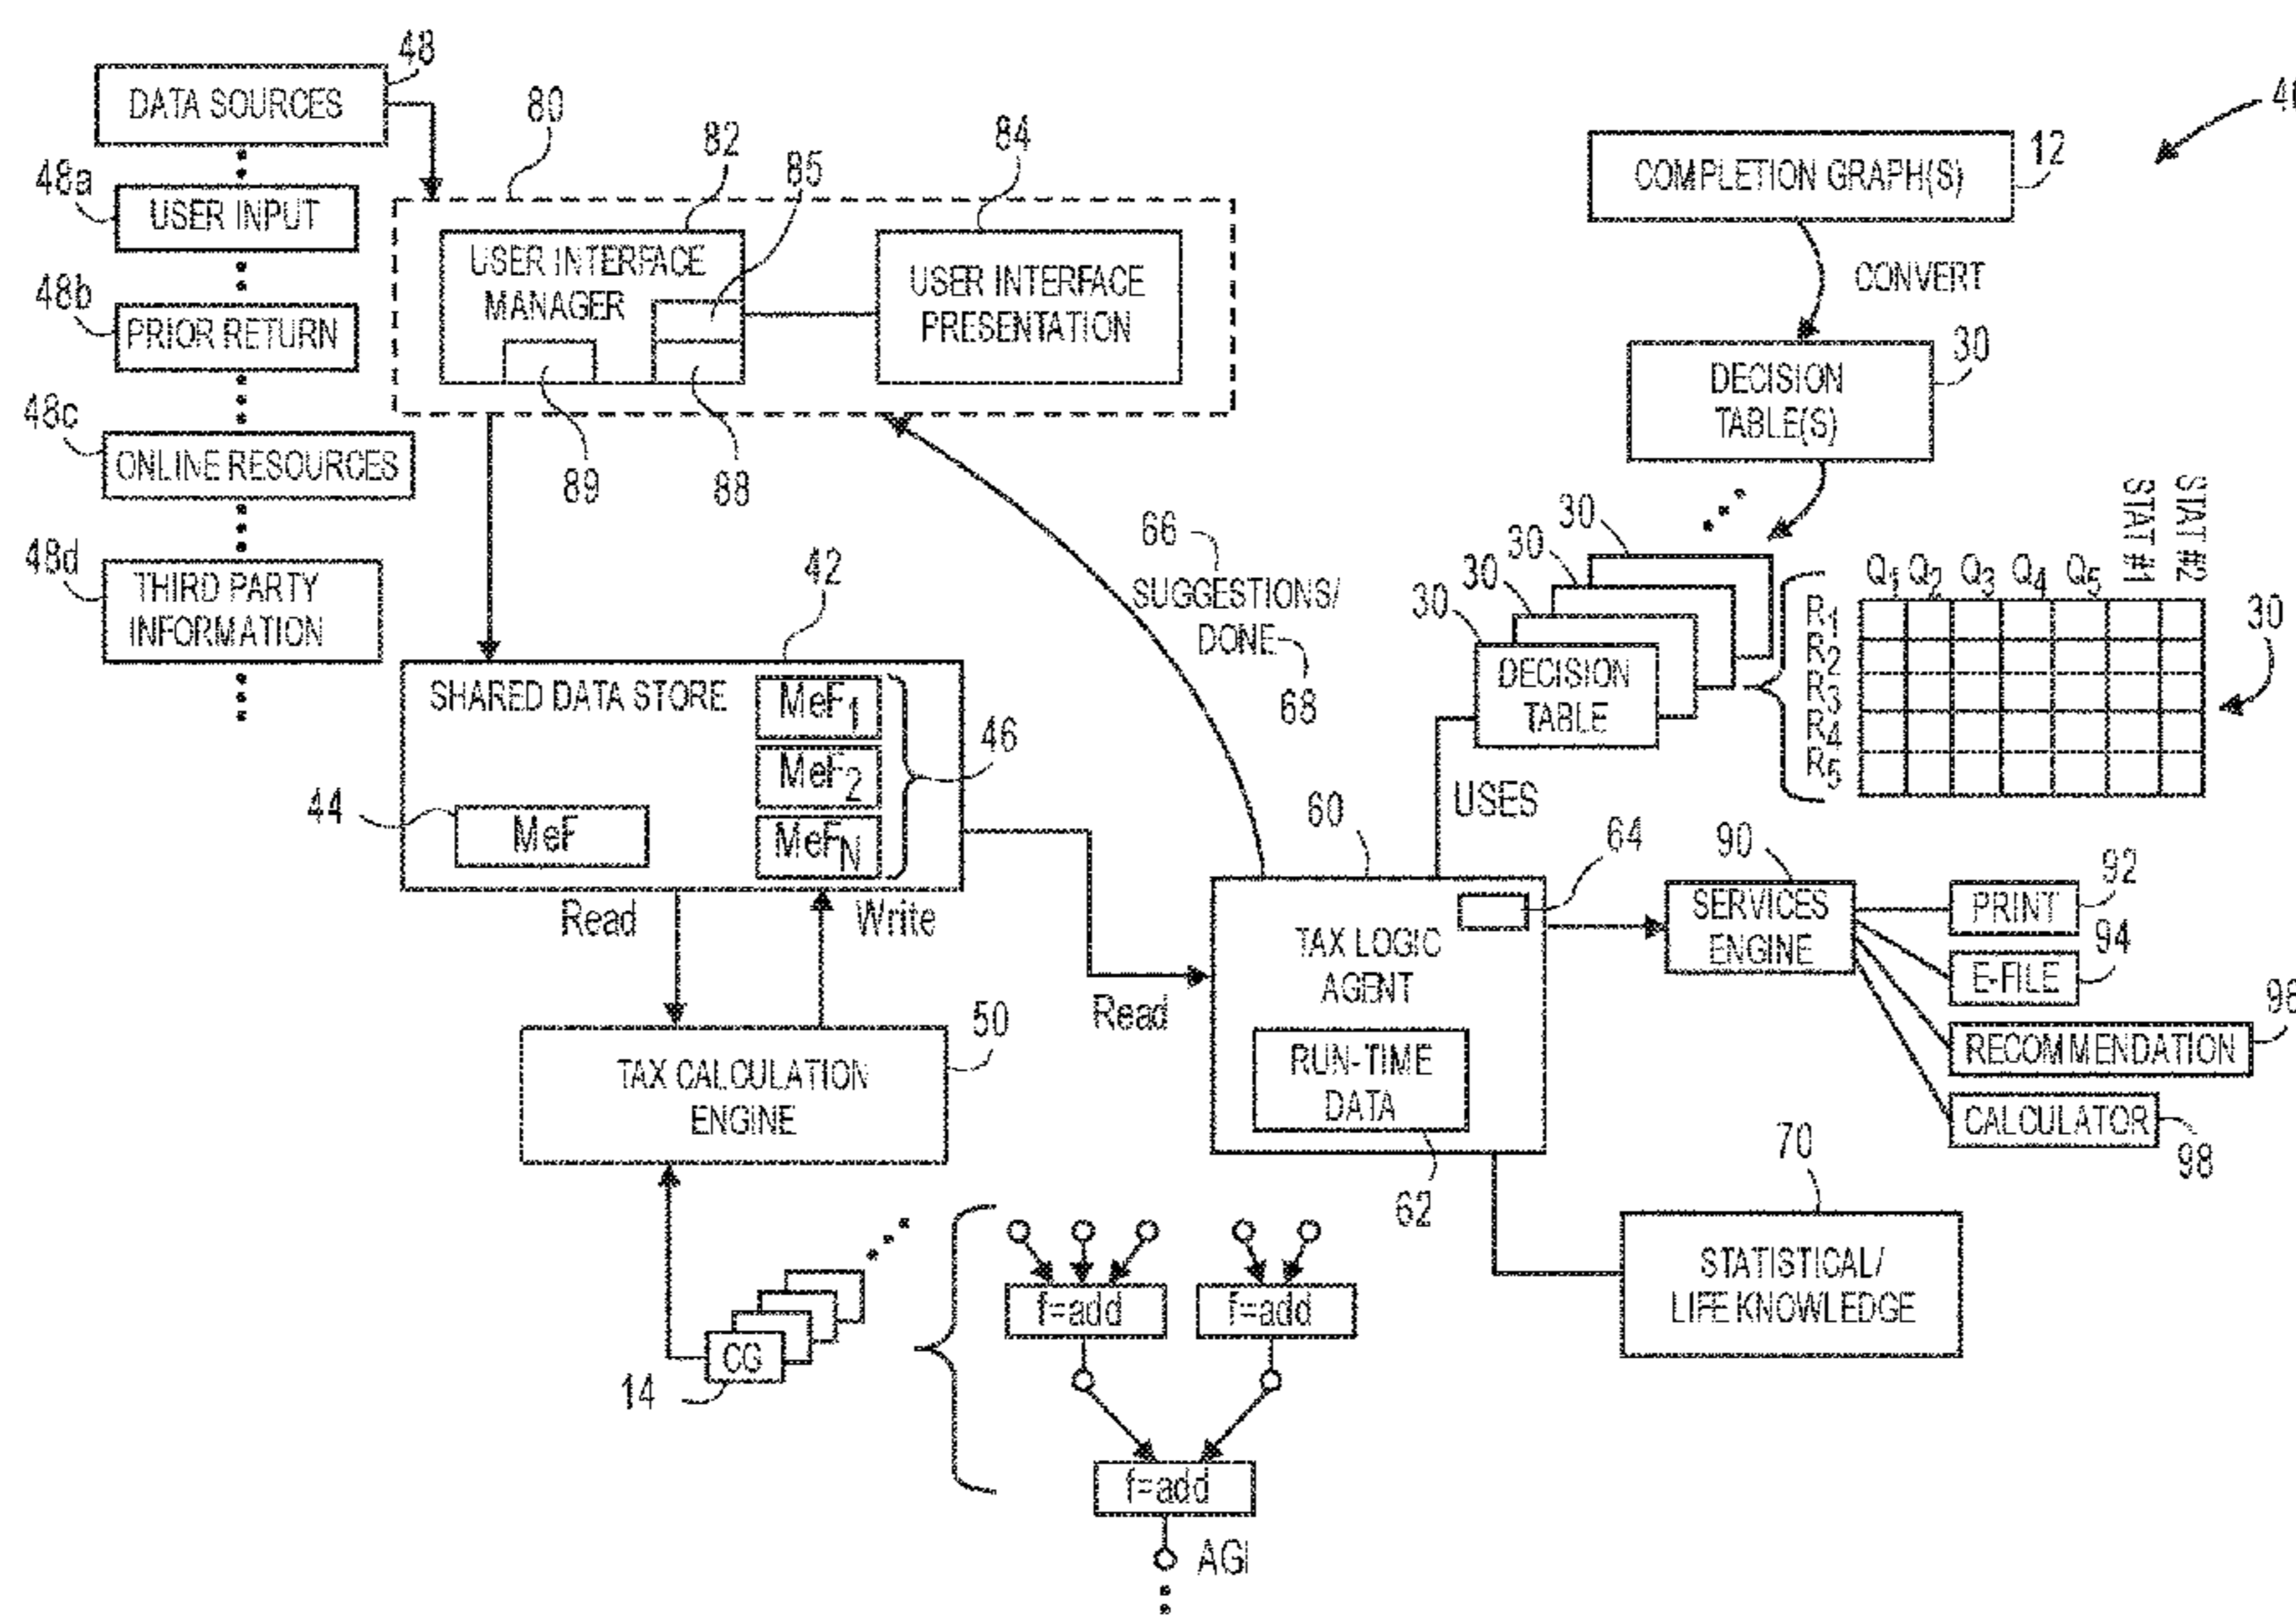 48
DATA SOURCES
48a
USER INPUT
48b
PRIOR RETURN
48c
ONLINE RESOURCES
48d
THIRD PARTY
INFORMATION
80
82
85
84
USER INTERFACE
MANAGER
USER INTERFACE
PRESENTATION
89
88
12
COMPLETION GRAPH(S)
CONVERT
30
DECISION
TABLE(S)
66
SUGGESTIONS/
DONE
68
30
30
30
30
DECISION
TABLE
STAT #1
STAT #2
Q1 Q2 Q3 Q4 Q5
R1
R2
R3
R4
R5
30
USES
42
SHARED DATA STORE
MeF1
MeF2
MeFN
46
44
MeF
Read
Write
Read
50
TAX CALCULATION
ENGINE
60
64
TAX LOGIC
AGENT
RUN-TIME
DATA
62
90
SERVICES
ENGINE
92
PRINT
94
E-FILE
RECOMMENDATION
CALCULATOR
98
70
STATISTICAL/
LIFE KNOWLEDGE
CG
14
f=add
f=add
f=add
AGI